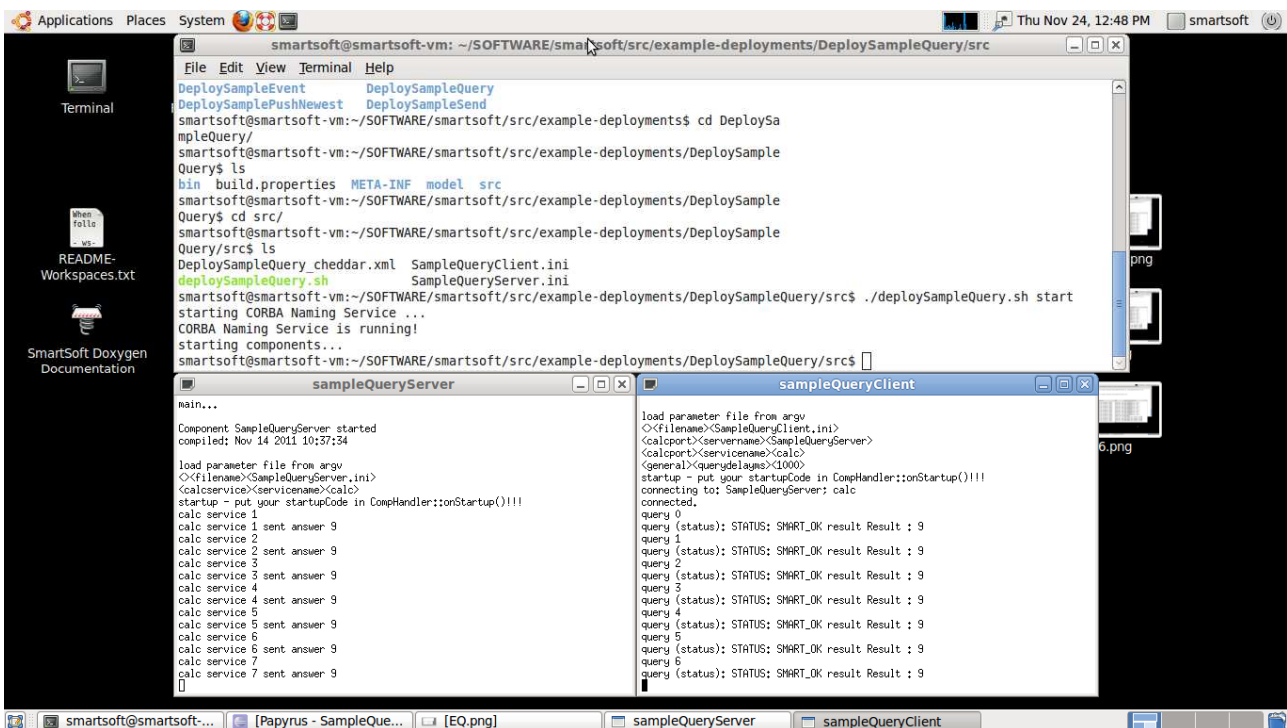 Applications Places System
Thu Nov 24, 12:48 PM
smartsoft
smartsoft@smartsoft-vm: ~/SOFTWARE/smartsoft/src/example-deployments/DeploySampleQuery/src
File Edit View Terminal Help
DeploySampleEvent DeploySampleQuery
DeploySamplePushNewest DeploySampleSend
smartsoft@smartsoft-vm:~/SOFTWARE/smartsoft/src/example-deployments$ cd DeploySa
mpleQuery/
smartsoft@smartsoft-vm:~/SOFTWARE/smartsoft/src/example-deployments/DeploySample
Query$ ls
bin build.properties META-INF model src
smartsoft@smartsoft-vm:~/SOFTWARE/smartsoft/src/example-deployments/DeploySample
Query$ cd src/
smartsoft@smartsoft-vm:~/SOFTWARE/smartsoft/src/example-deployments/DeploySample
Query/src$ ls
DeploySampleQuery_cheddar.xml SampleQueryClient.ini
deploySampleQuery.sh SampleQueryServer.ini
smartsoft@smartsoft-vm:~/SOFTWARE/smartsoft/src/example-deployments/DeploySampleQuery/src$ ./deploySampleQuery.sh start
starting CORBA Naming Service ...
CORBA Naming Service is running!
starting components...
smartsoft@smartsoft-vm:~/SOFTWARE/smartsoft/src/example-deployments/DeploySampleQuery/src$
Terminal
When
follo
- ws-
README-
Workspaces.txt
SmartSoft Doxygen
Documentation
png
6.png
sampleQueryServer
main...
Component SampleQueryServer started
compiled: Nov 14 2011 10:37:34
load parameter file from argv
<><filename><SampleQueryServer.ini>
<calcservice><servicename><calc>
startup - put your startupCode in CompHandler::onStartup()!!!
calc service 1
calc service 1 sent answer 9
calc service 2
calc service 2 sent answer 9
calc service 3
calc service 3 sent answer 9
calc service 4
calc service 4 sent answer 9
calc service 5
calc service 5 sent answer 9
calc service 6
calc service 6 sent answer 9
calc service 7
calc service 7 sent answer 9
sampleQueryClient
load parameter file from argv
<><filename><SampleQueryClient.ini>
<calcport><servername><SampleQueryServer>
<calcport><servicename><calc>
<general><querydelayms><1000>
startup - put your startupCode in CompHandler::onStartup()!!!
connecting to: SampleQueryServer; calc
connected.
query 0
query (status): STATUS: SMART_OK result Result : 9
query 1
query (status): STATUS: SMART_OK result Result : 9
query 2
query (status): STATUS: SMART_OK result Result : 9
query 3
query (status): STATUS: SMART_OK result Result : 9
query 4
query (status): STATUS: SMART_OK result Result : 9
query 5
query (status): STATUS: SMART_OK result Result : 9
query 6
query (status): STATUS: SMART_OK result Result : 9
smartsoft@smartsoft-...
[Papyrus - SampleQue...
[EQ.png]
sampleQueryServer
sampleQueryClient